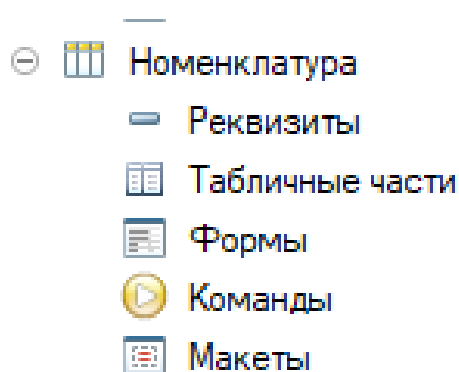 Номенклатура
Реквизиты
Табличные части
Формы
Команды
Макеты